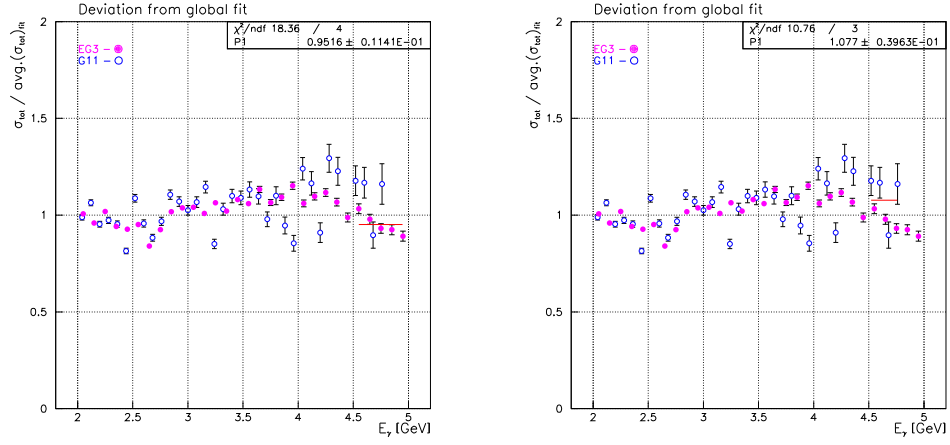 Deviation from global fit
χ²/ndf 18.36 / 4
P1 0.9516 ± 0.1141E-01
EG3 -
G11 -
σtot / avg.(σtot)fit
2
1.5
1
0.5
0
2 2.5 3 3.5 4 4.5 5
Eγ [GeV]
Deviation from global fit
χ²/ndf 10.76 / 3
P1 1.077 ± 0.3963E-01
EG3 -
G11 -
σtot / avg.(σtot)fit
2
1.5
1
0.5
0
2 2.5 3 3.5 4 4.5 5
Eγ [GeV]